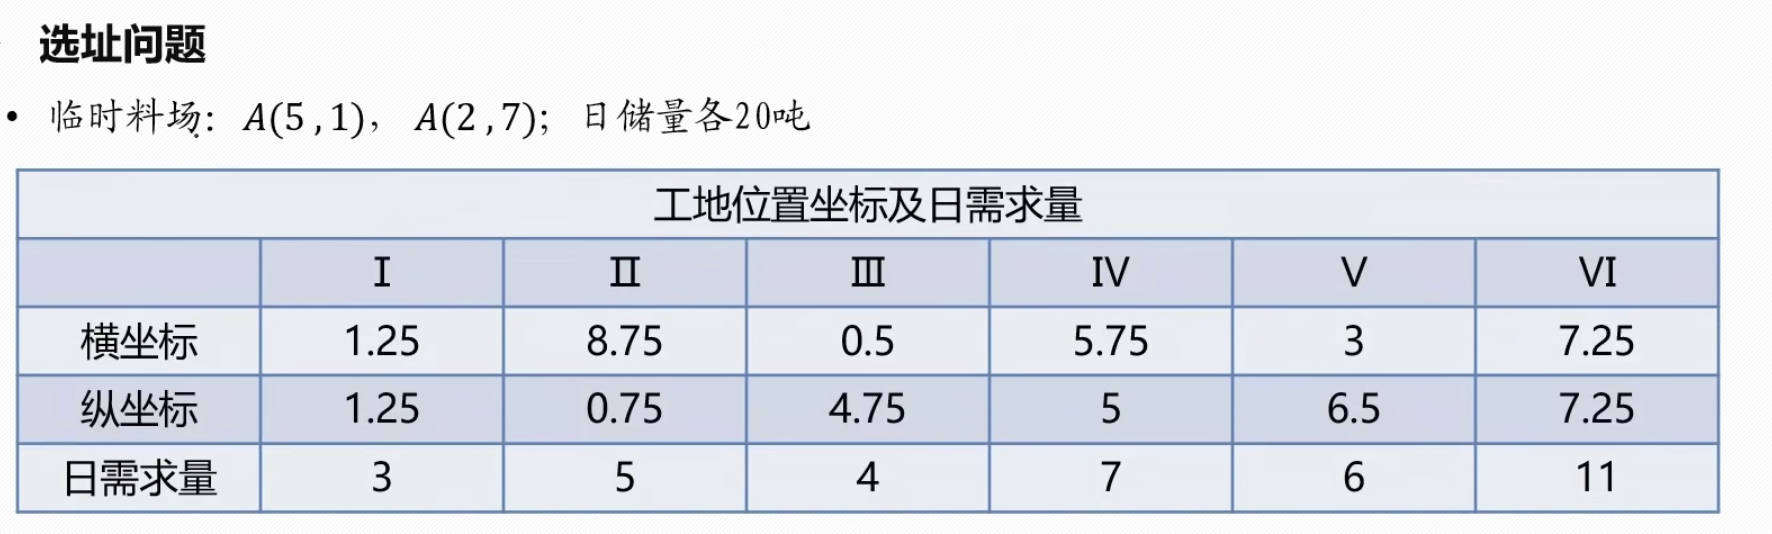 选址问题
• 临时料场：A(5,1)， A(2,7)； 日储量各20吨
工地位置坐标及日需求量
I II III IV V VI
横坐标 1.25 8.75 0.5 5.75 3 7.25
纵坐标 1.25 0.75 4.75 5 6.5 7.25
日需求量 3 5 4 7 6 11